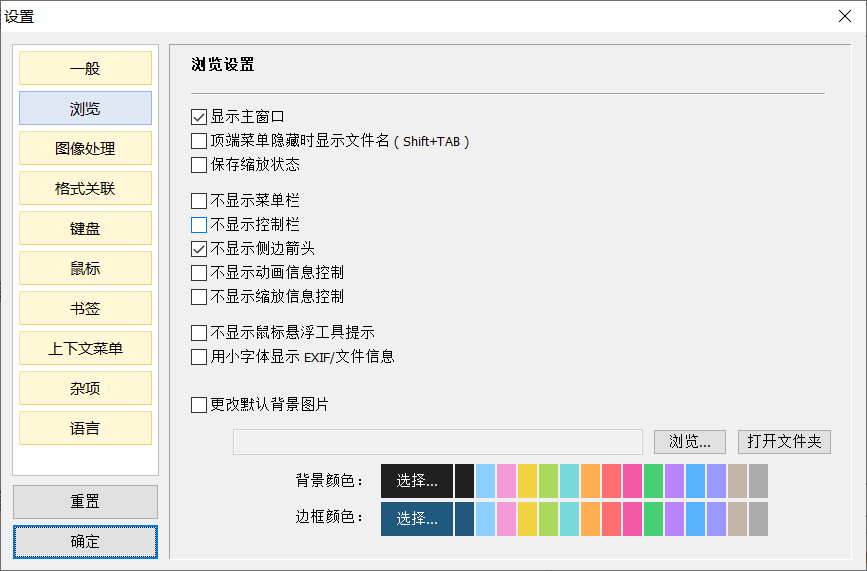 设置
一般
浏览
图像处理
格式关联
键盘
鼠标
书签
上下文菜单
杂项
语言
重置
确定
浏览设置
显示主窗口
顶端菜单隐藏时显示文件名 ( Shift+TAB )
保存缩放状态
不显示菜单栏
不显示控制栏
不显示侧边箭头
不显示动画信息控制
不显示缩放信息控制
不显示鼠标悬浮工具提示
用小字体显示 EXIF/文件信息
更改默认背景图片
浏览... 打开文件夹
背景颜色： 选择...
边框颜色： 选择...